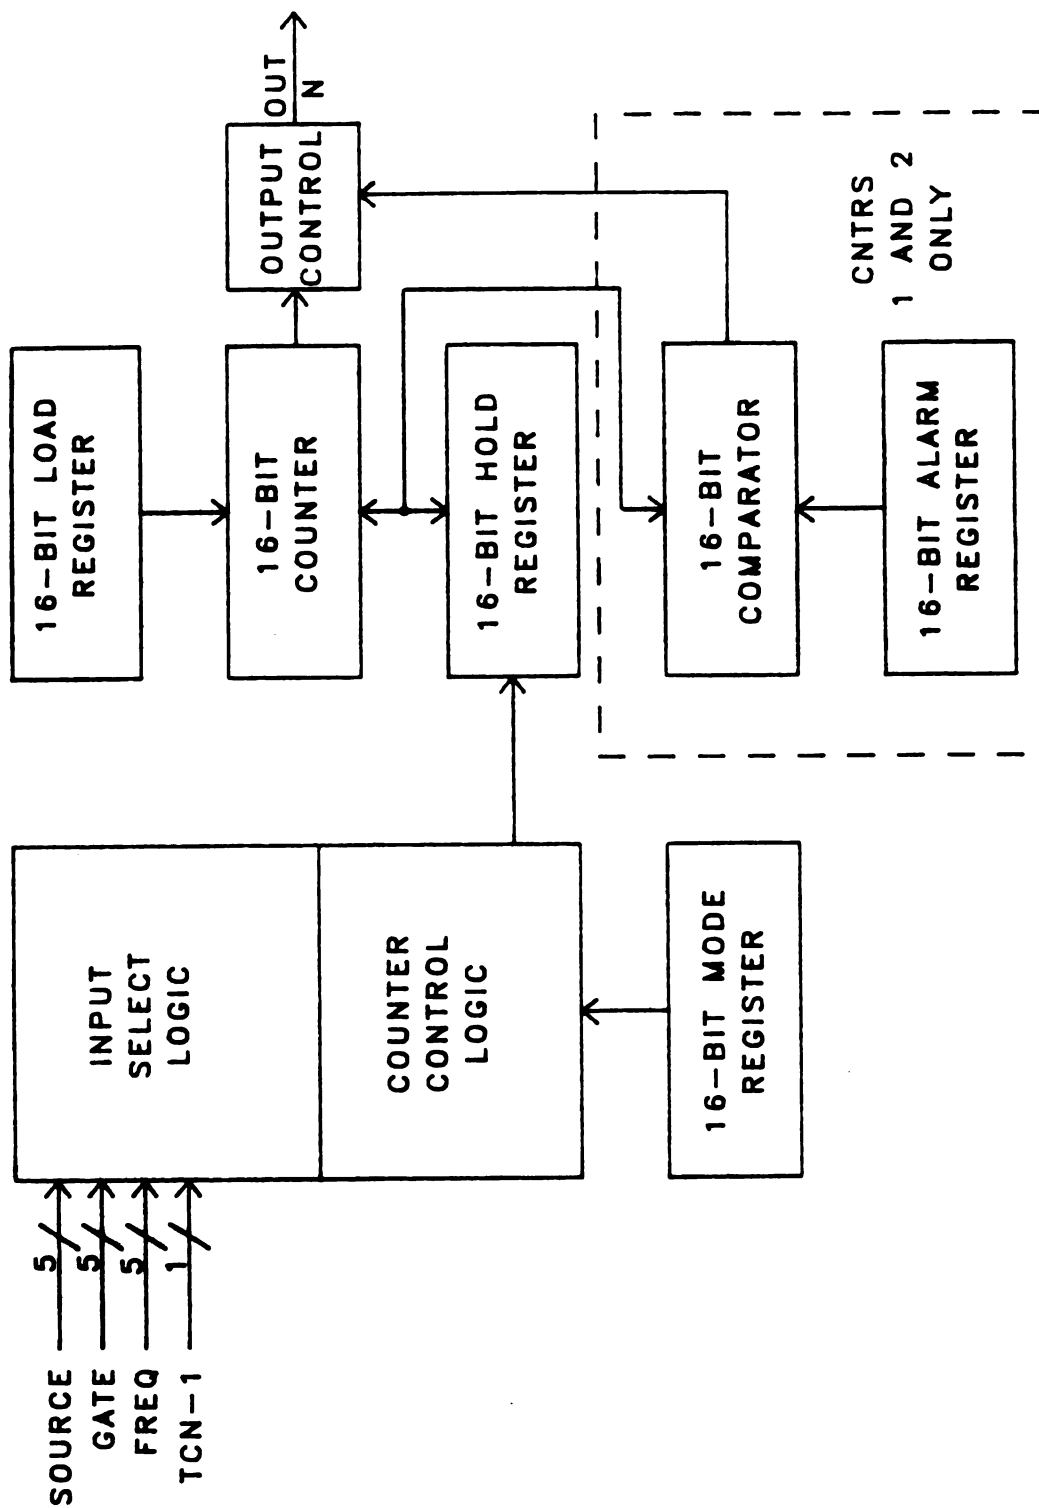 SOURCE
5
GATE
5
FREQ
5
TCN-1
1
INPUT
SELECT
LOGIC
COUNTER
CONTROL
LOGIC
16-BIT MODE
REGISTER
16-BIT LOAD
REGISTER
16-BIT
COUNTER
16-BIT HOLD
REGISTER
16-BIT
COMPARATOR
16-BIT ALARM
REGISTER
OUTPUT
CONTROL
OUT
N
CNTRS
1 AND 2
ONLY